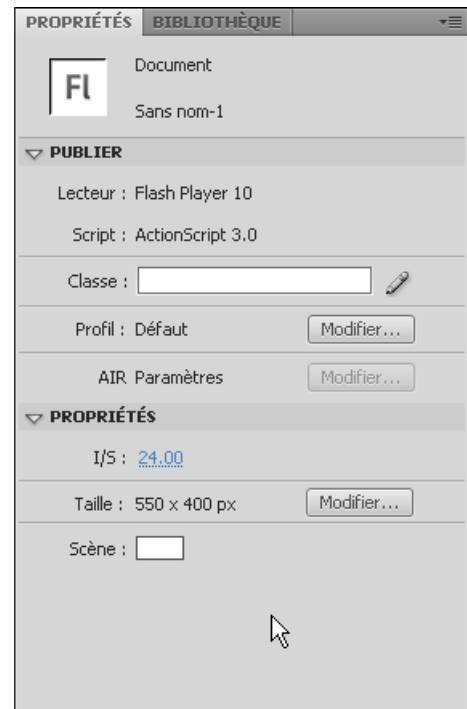 PROPRIÉTÉS BIBLIOTHÈQUE
Fl
Document
Sans nom-1
PUBLIER
Lecteur : Flash Player 10
Script : ActionScript 3.0
Classe :
Profil : Défaut Modifier...
AIR Paramètres Modifier...
PROPRIÉTÉS
I/S : 24.00
Taille : 550 x 400 px Modifier...
Scène :